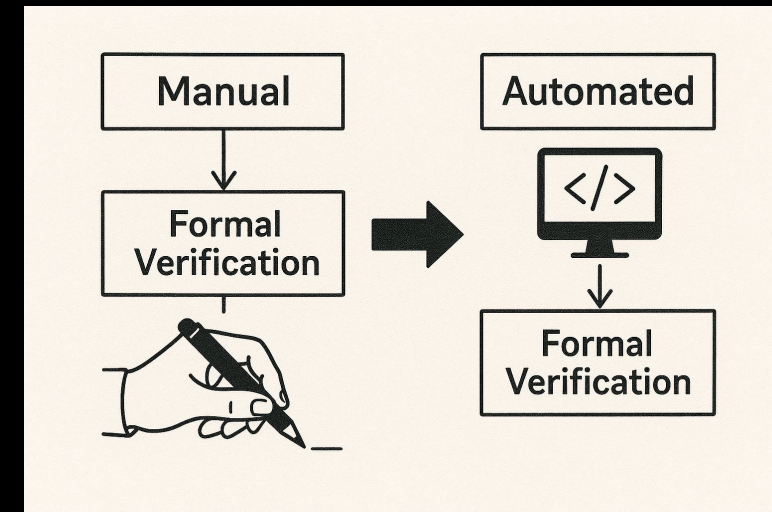 Manual
Formal
Verification
Automated
</>
Formal
Verification